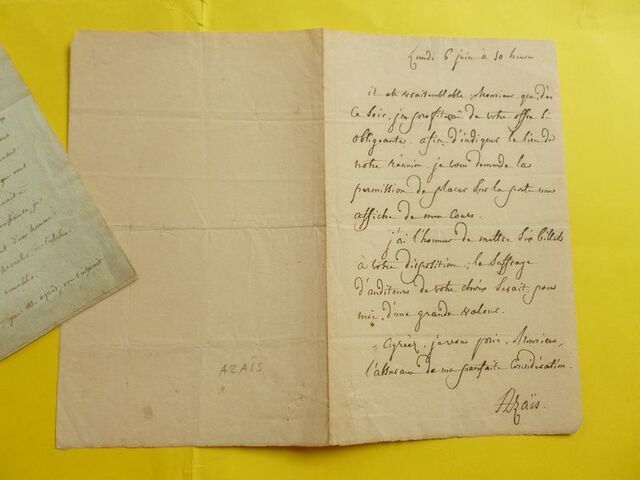 Lundi 6 juin à 10 heures
il est vraisemblable, Monsieur, que, dès
ce soir, je profiterai de votre offre si
obligeante. afin d'indiquer le lieu de
notre réunion, je vous demande la
permission de placer sur la porte une
affiche de mon cours.
j'ai l'honneur de mettre six billets
à votre disposition ; le suffrage
d'auditeurs de votre choix serait, pour
moi, d'une grande valeur.
Agréez, je vous prie, Monsieur,
l'assurance de ma parfaite Considération.
Azaïs.
AZAÏS